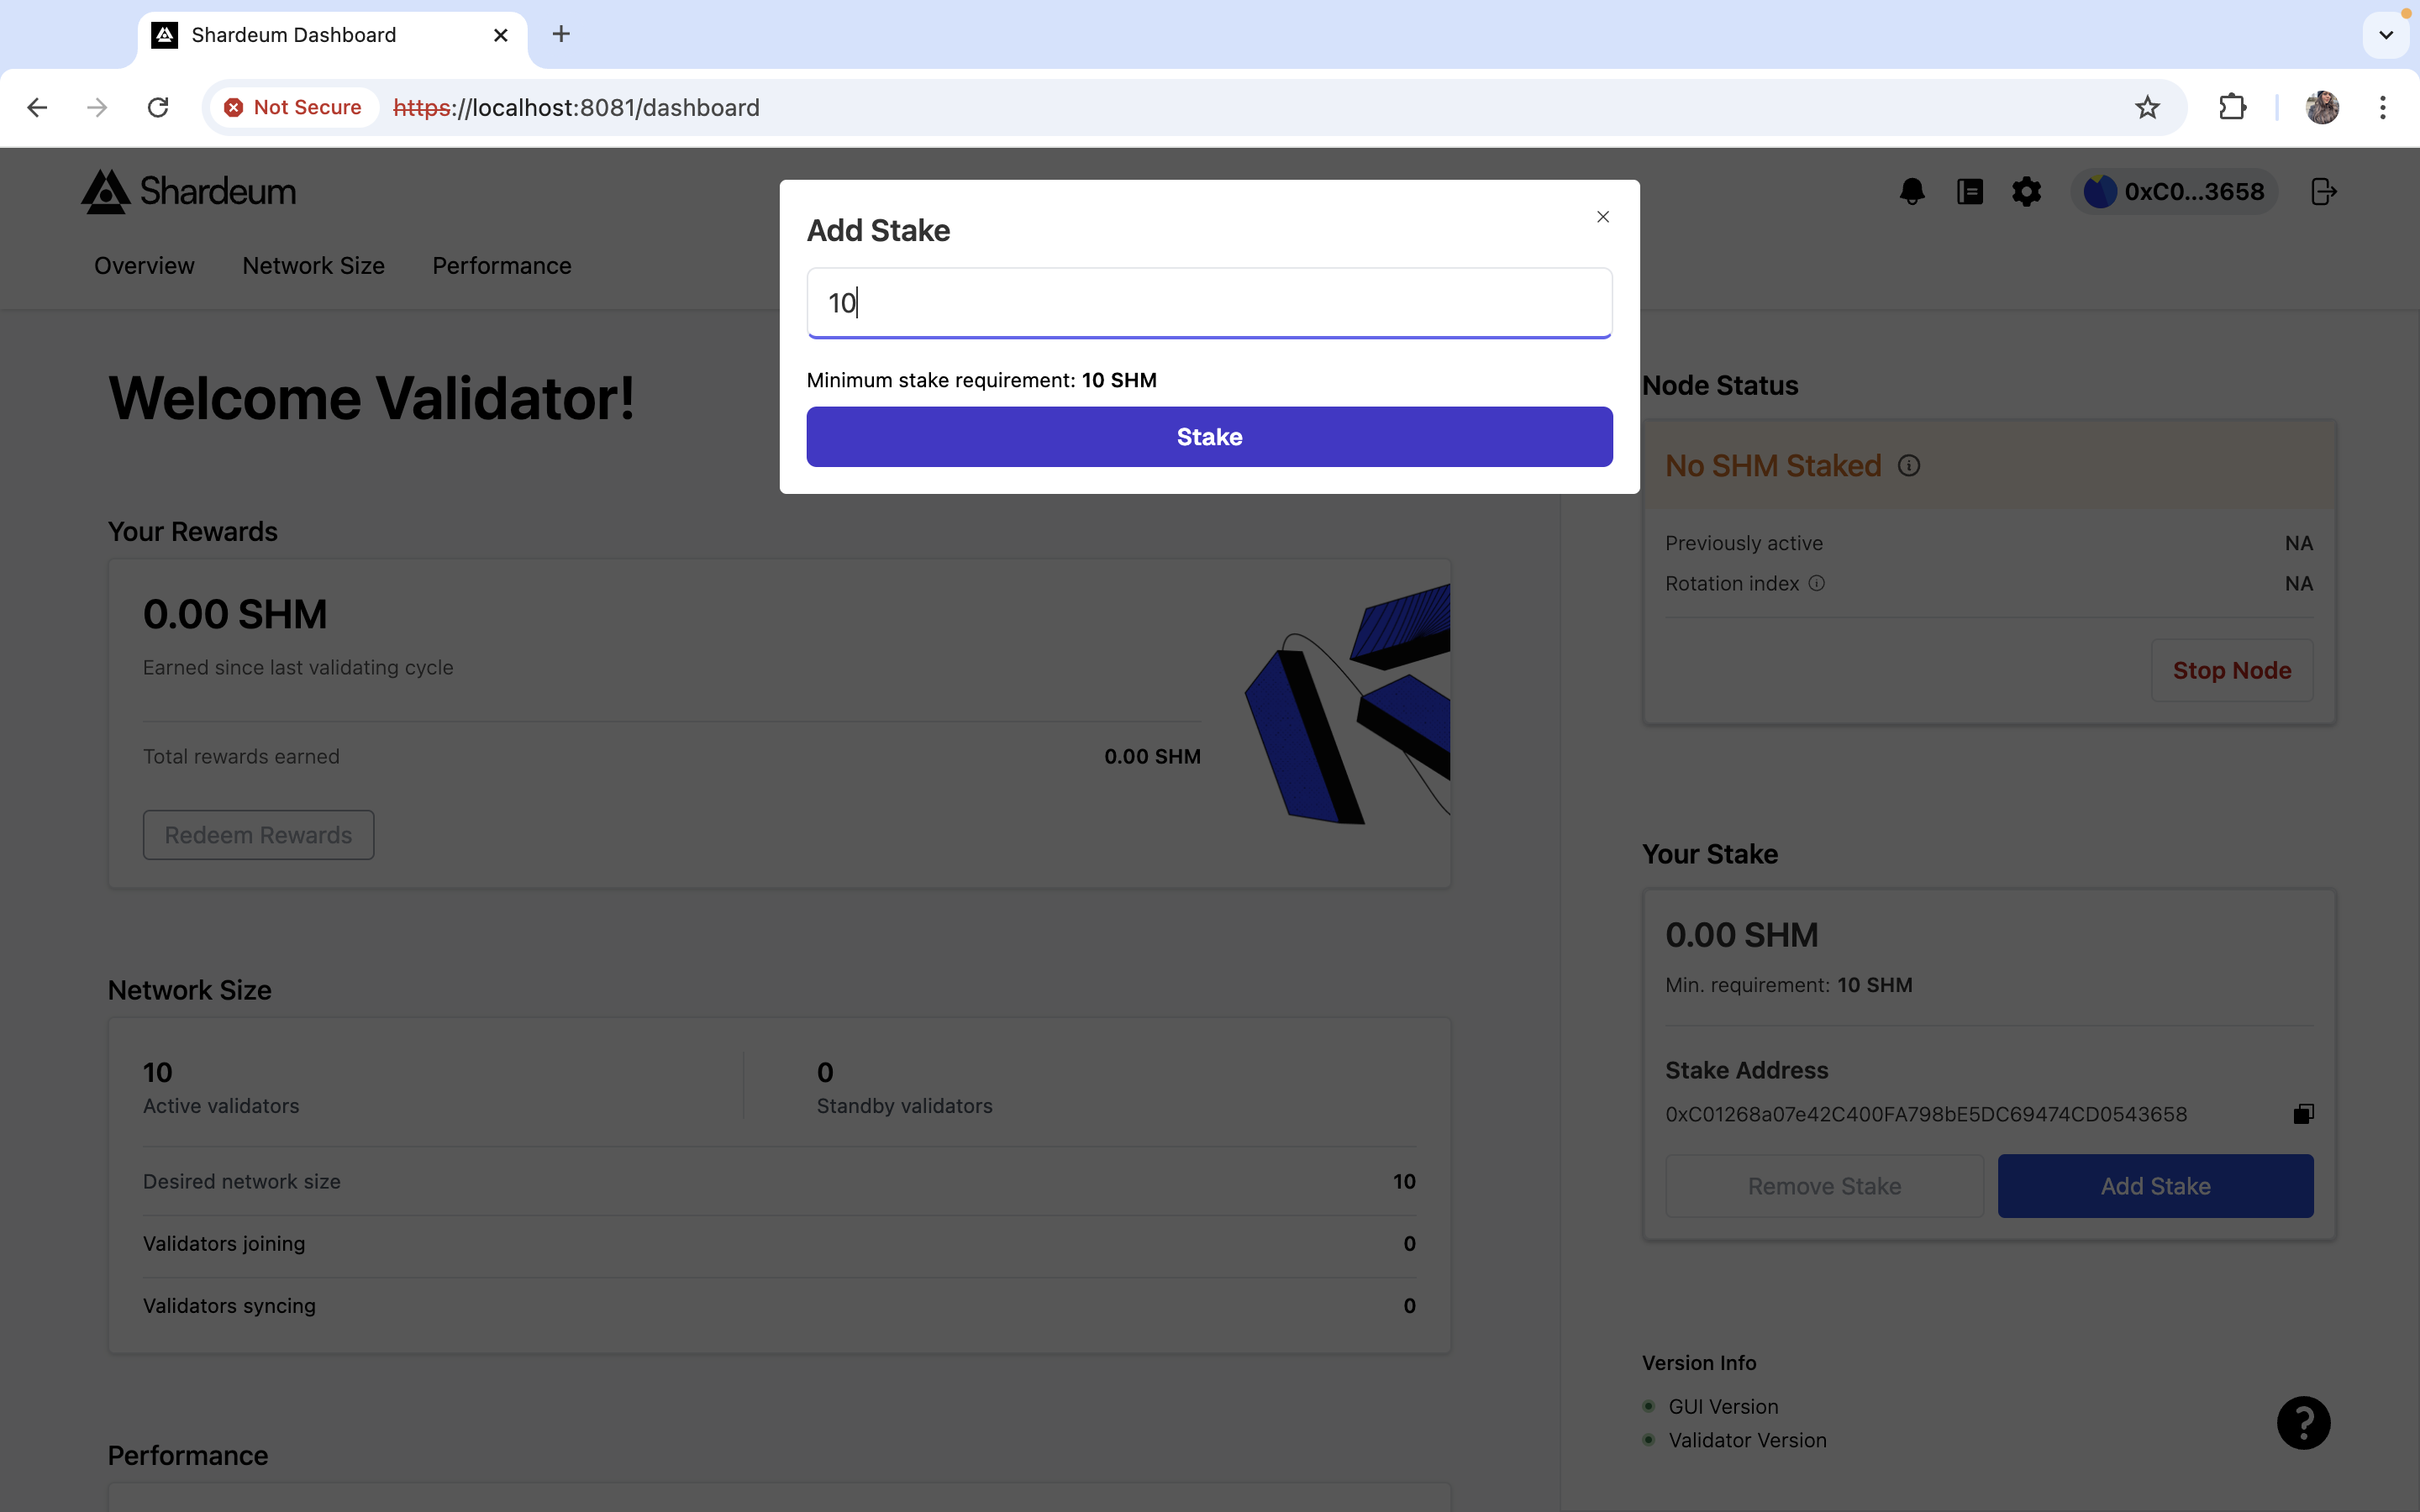 Shardeum Dashboard
Not Secure https://localhost:8081/dashboard
Shardeum
0xC0...3658
Overview Network Size Performance
Add Stake
10
Minimum stake requirement: 10 SHM
Stake
Welcome Validator!
Your Rewards
0.00 SHM
Earned since last validating cycle
Total rewards earned 0.00 SHM
Redeem Rewards
Network Size
10
Active validators
0
Standby validators
Desired network size 10
Validators joining 0
Validators syncing 0
Performance
Node Status
No SHM Staked
Previously active NA
Rotation index NA
Stop Node
Your Stake
0.00 SHM
Min. requirement: 10 SHM
Stake Address
0xC01268a07e42C400FA798bE5DC69474CD0543658
Remove Stake Add Stake
Version Info
GUI Version
Validator Version
?